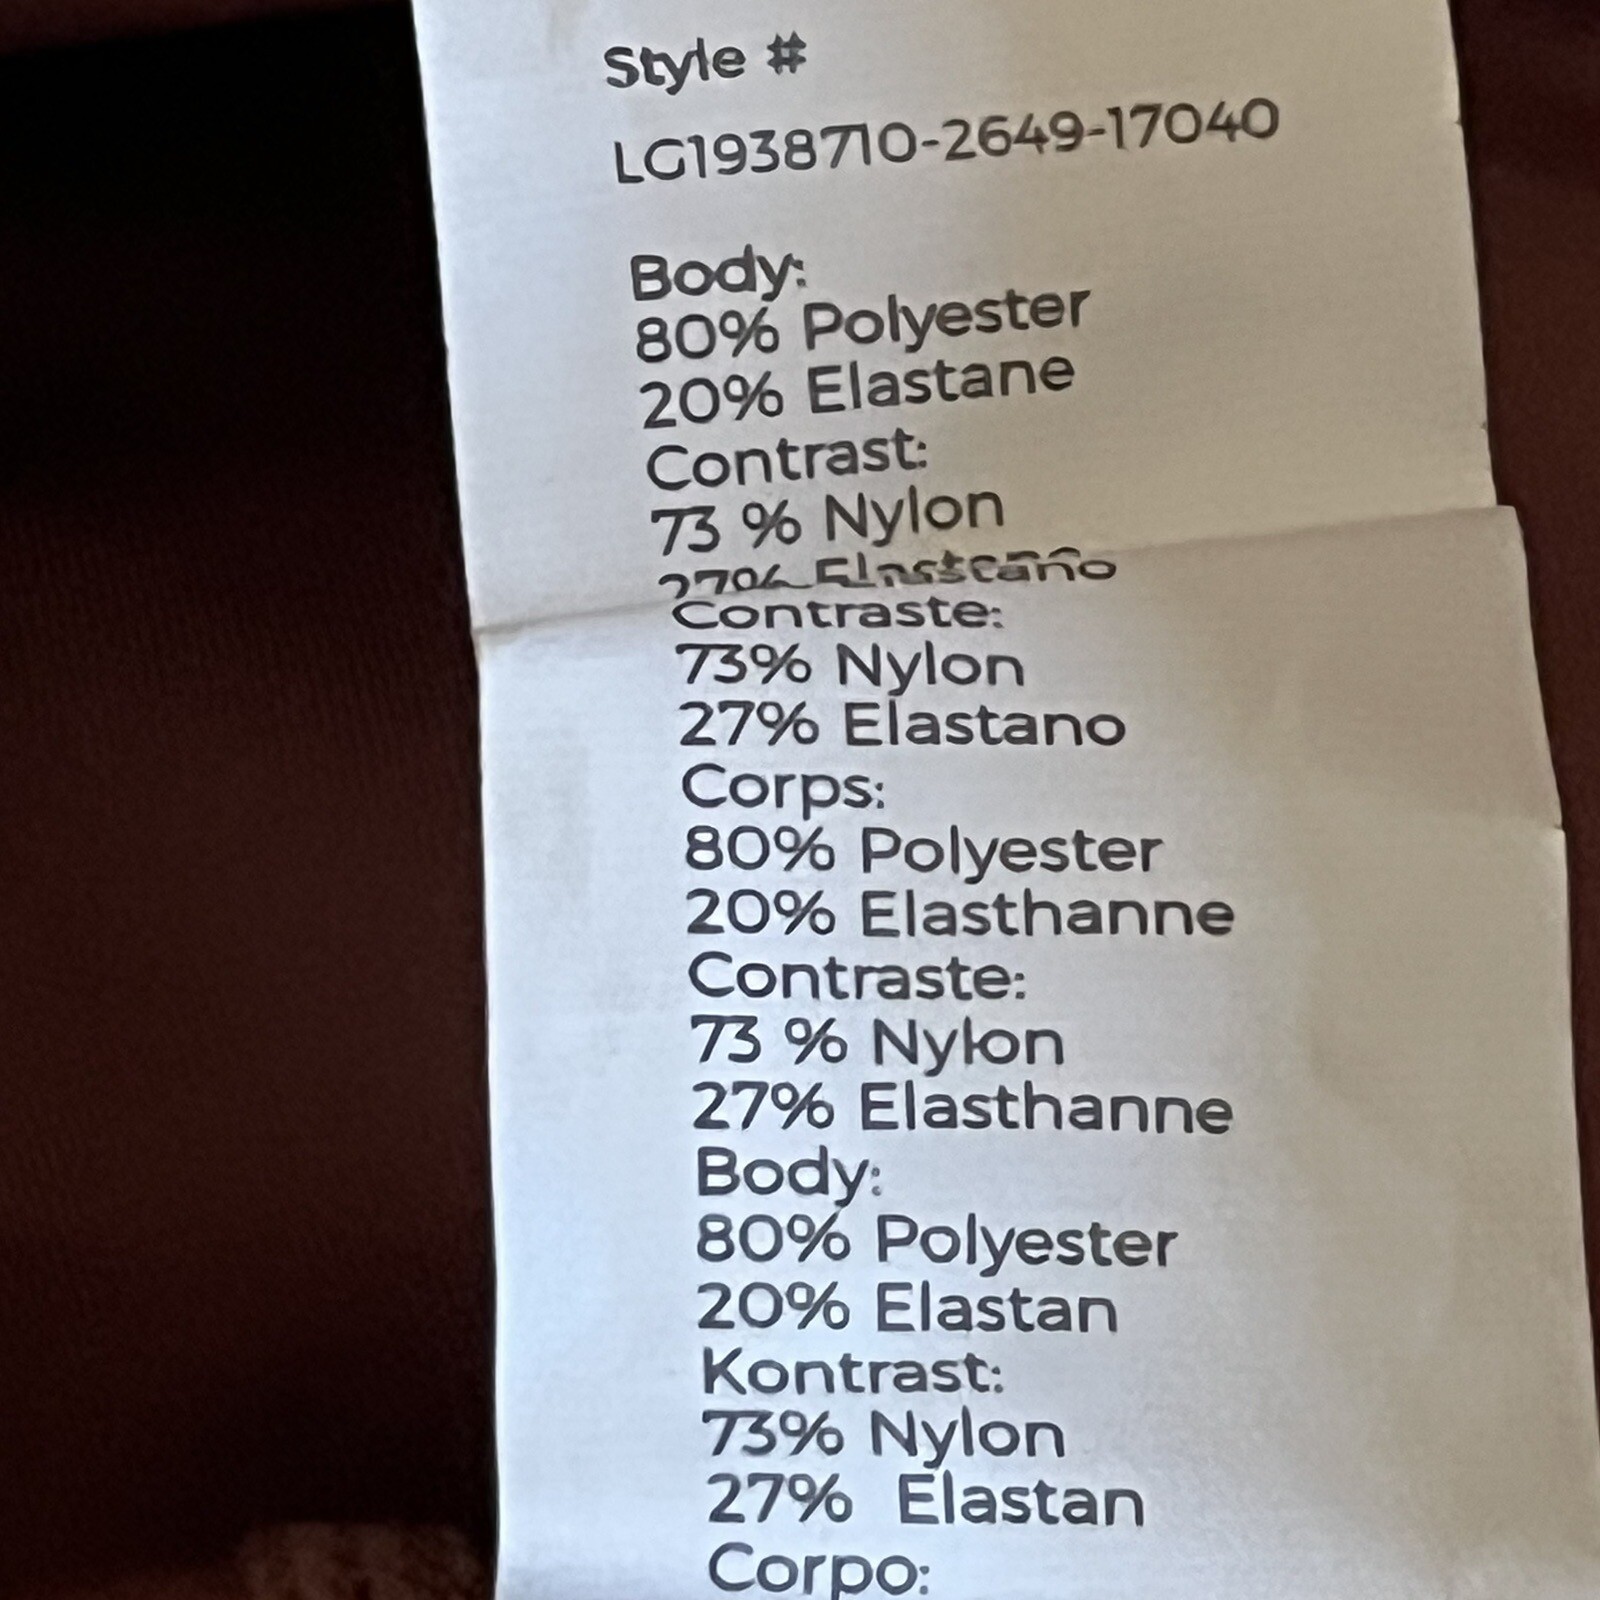 Style #
LG1938710-2649-17040
Body:
80% Polyester
20% Elastane
Contrast:
73 % Nylon
27%
Contraste:
73% Nylon
27% Elastano
Corps:
80% Polyester
20% Elasthanne
Contraste:
73 % Nylon
27% Elasthanne
Body:
80% Polyester
20% Elastan
Kontrast:
73% Nylon
27% Elastan
Corpo: